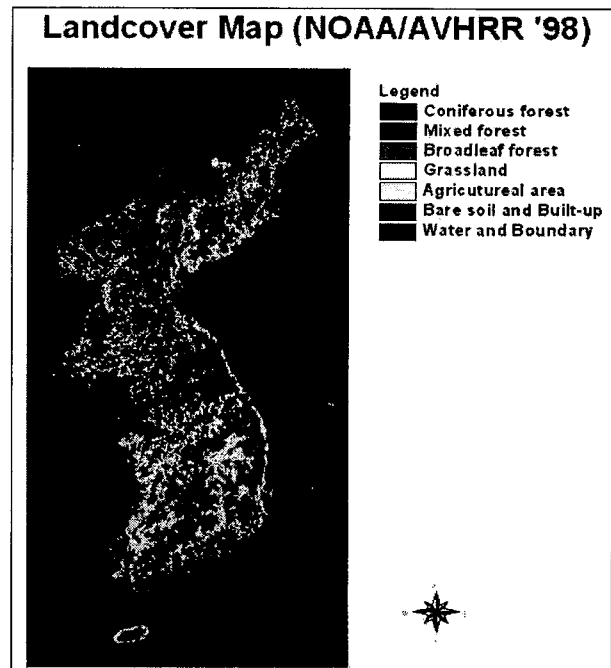 Landcover Map (NOAA/AVHRR '98)
Legend
Coniferous forest
Mixed forest
Broadleaf forest
Grassland
Agricutureal area
Bare soil and Built-up
Water and Boundary